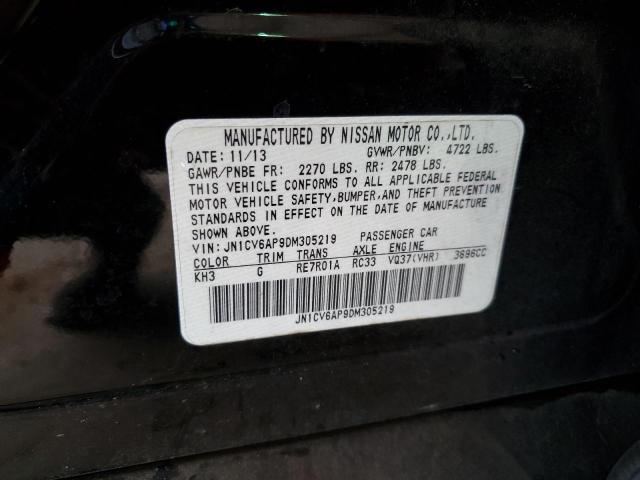 MANUFACTURED BY NISSAN MOTOR CO.,LTD.
DATE: 11/13 GVWR/PNBV: 4722 LBS.
GAWR/PNBE FR: 2270 LBS. RR: 2478 LBS.
THIS VEHICLE CONFORMS TO ALL APPLICABLE FEDERAL
MOTOR VEHICLE SAFETY,BUMPER,AND THEFT PREVENTION
STANDARDS IN EFFECT ON THE DATE OF MANUFACTURE
SHOWN ABOVE.
VIN: JN1CV6AP9DM305219 PASSENGER CAR
COLOR TRIM TRANS AXLE ENGINE
KH3 G RE7R01A RC33 VQ37(VHR) 3696CC
JN1CV6AP9DM305219